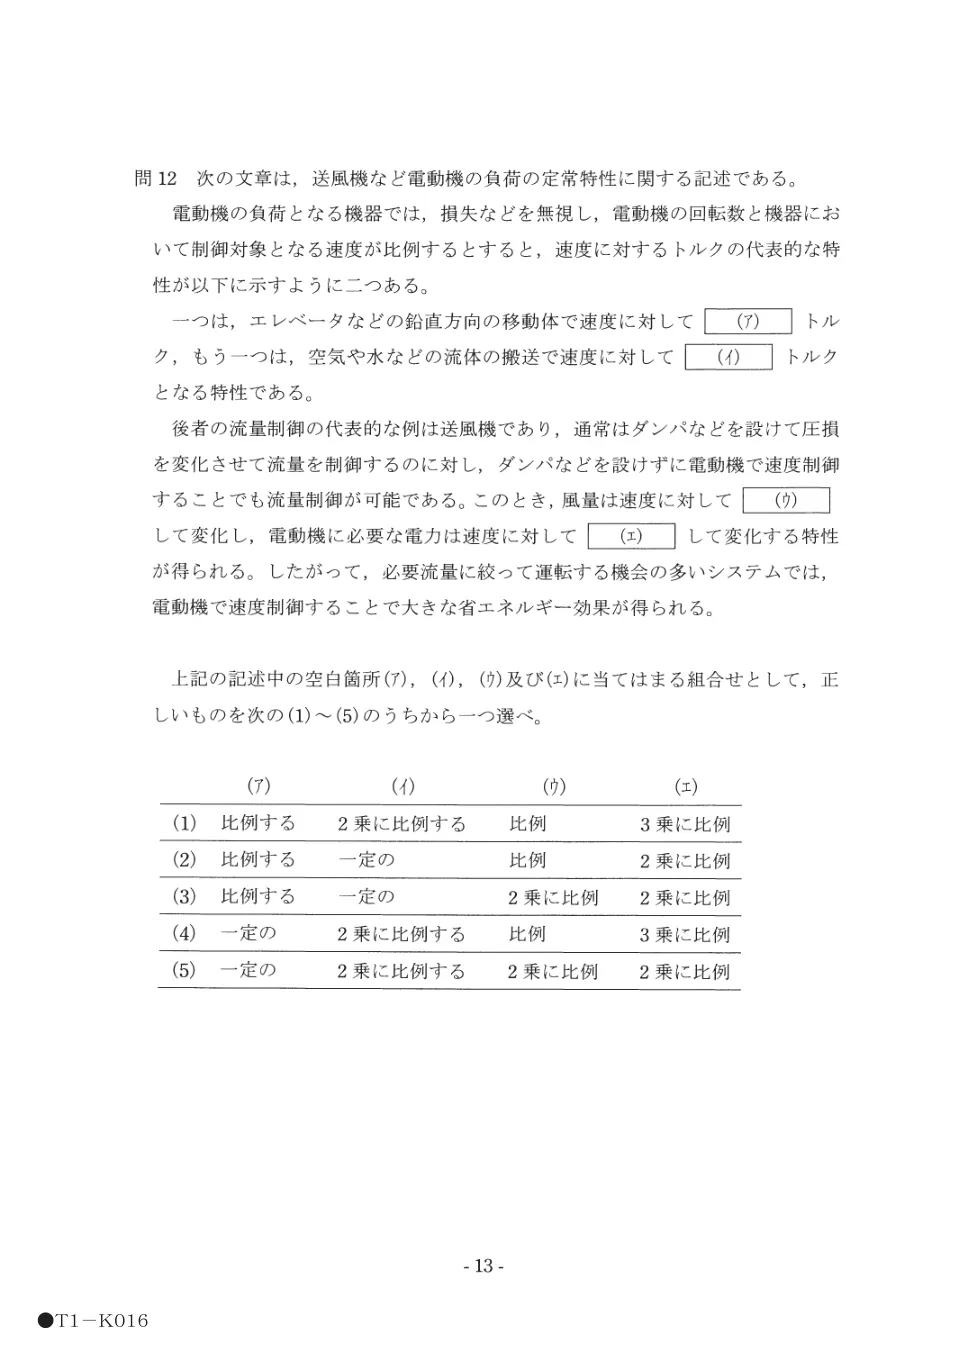 問12 次の文章は，送風機など電動機の負荷の定常特性に関する記述である。
電動機の負荷となる機器では，損失などを無視し，電動機の回転数と機器にお
いて制御対象となる速度が比例するとすると，速度に対するトルクの代表的な特
性が以下に示すように二つある。
一つは，エレベータなどの鉛直方向の移動体で速度に対して (ア) トル
ク，もう一つは，空気や水などの流体の搬送で速度に対して (イ) トルク
となる特性である。
後者の流量制御の代表的な例は送風機であり，通常はダンパなどを設けて圧損
を変化させて流量を制御するのに対し，ダンパなどを設けずに電動機で速度制御
することでも流量制御が可能である。このとき，風量は速度に対して (ウ)
して変化し，電動機に必要な電力は速度に対して (エ) して変化する特性
が得られる。したがって，必要流量に絞って運転する機会の多いシステムでは，
電動機で速度制御することで大きな省エネルギー効果が得られる。
上記の記述中の空白箇所(ア)，(イ)，(ウ)及び(エ)に当てはまる組合せとして，正
しいものを次の(1)～(5)のうちから一つ選べ。
(ア) (イ) (ウ) (エ)
(1) 比例する 2乗に比例する 比例 3乗に比例
(2) 比例する 一定の 比例 2乗に比例
(3) 比例する 一定の 2乗に比例 2乗に比例
(4) 一定の 2乗に比例する 比例 3乗に比例
(5) 一定の 2乗に比例する 2乗に比例 2乗に比例
- 13 -
●T1－K016